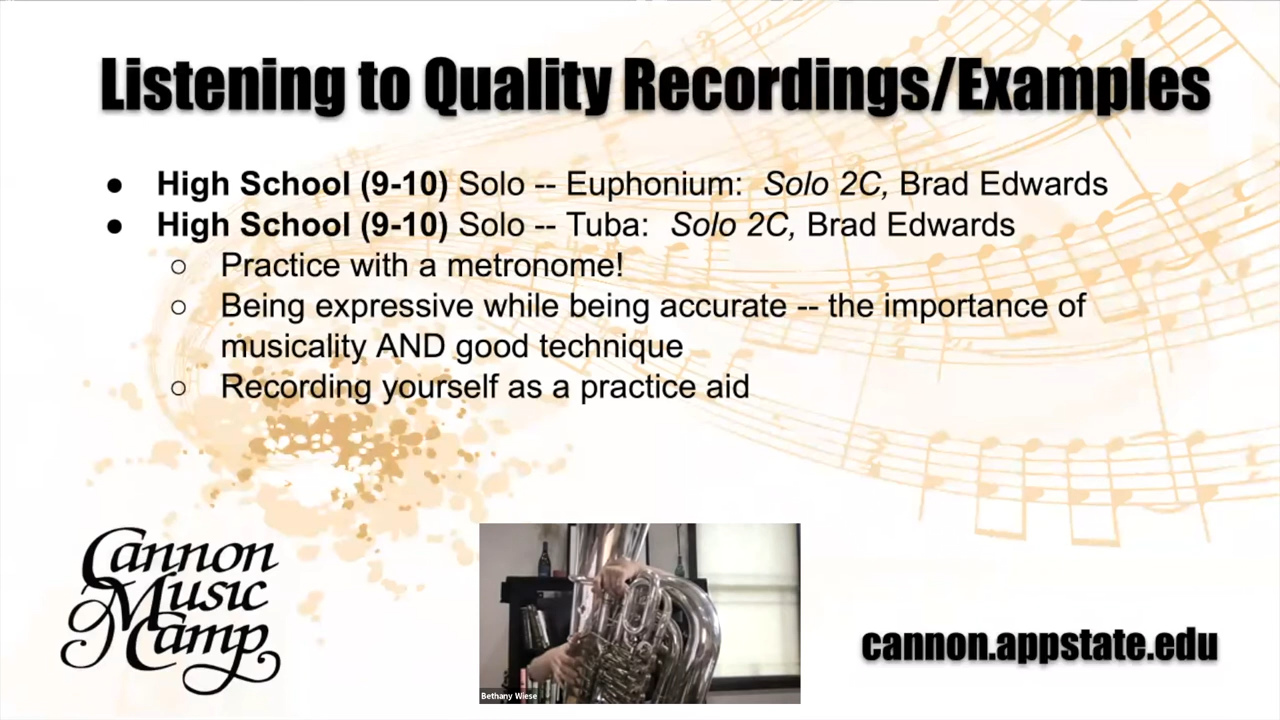 Listening to Quality Recordings/Examples
● High School (9-10) Solo -- Euphonium: Solo 2C, Brad Edwards
● High School (9-10) Solo -- Tuba: Solo 2C, Brad Edwards
○ Practice with a metronome!
○ Being expressive while being accurate -- the importance of
musicality AND good technique
○ Recording yourself as a practice aid
Cannon
Music
Camp
Bethany Wiese
cannon.appstate.edu